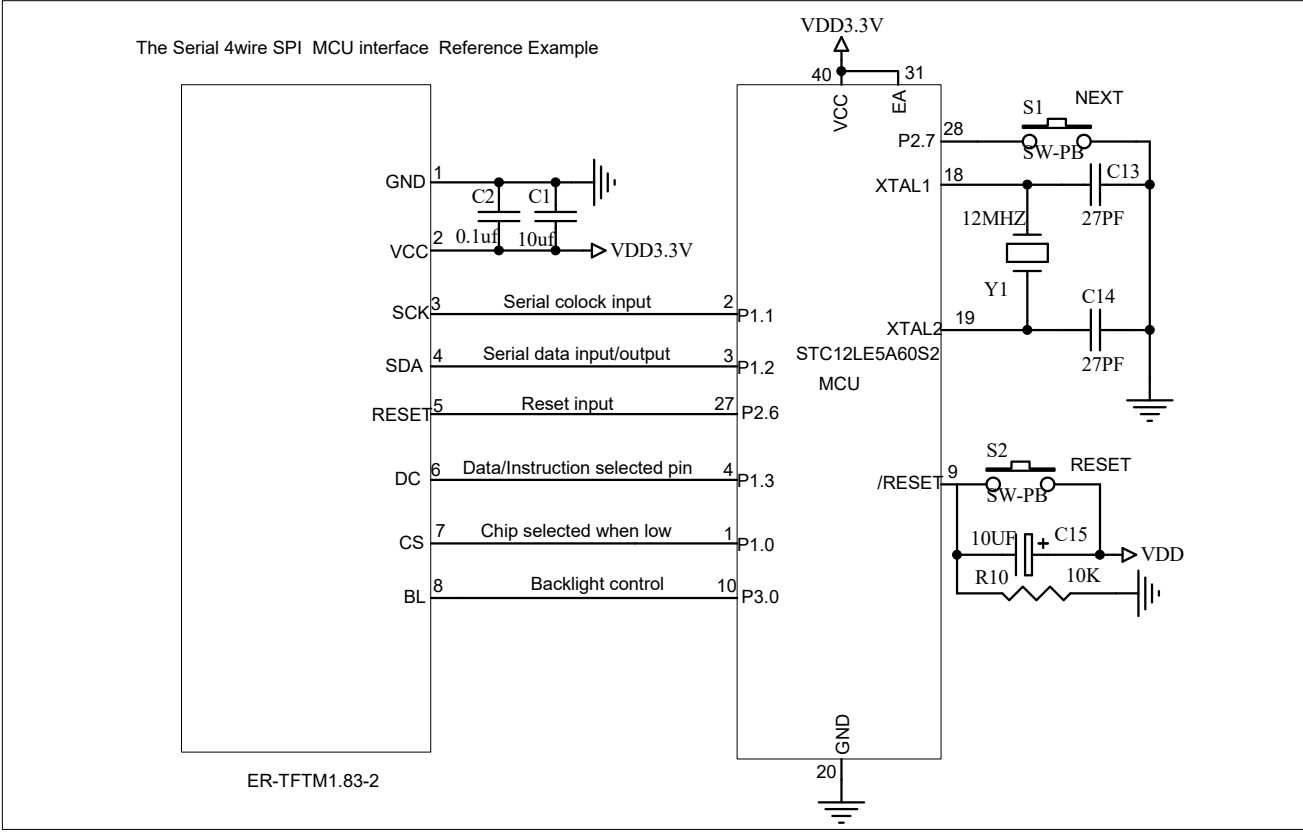 The Serial 4wire SPI MCU interface Reference Example
VDD3.3V
40
31
VCC
EA
GND
1
C2
C1
0.1uf
10uf
VCC
2
VDD3.3V
SCK
3
Serial colock input
2
P1.1
SDA
4
Serial data input/output
3
P1.2
RESET
5
Reset input
27
P2.6
DC
6
Data/Instruction selected pin
4
P1.3
CS
7
Chip selected when low
1
P1.0
BL
8
Backlight control
10
P3.0
ER-TFTM1.83-2
STC12LE5A60S2
MCU
P2.7
28
S1
NEXT
SW-PB
XTAL1
18
C13
27PF
12MHZ
Y1
XTAL2
19
C14
27PF
/RESET
9
S2
RESET
SW-PB
10UF
+
C15
VDD
R10
10K
GND
20